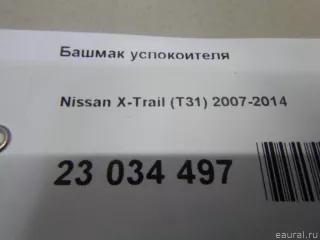 Башмак успокоителя
Nissan X-Trail (T31) 2007-2014
23 034 497
eaural.ru